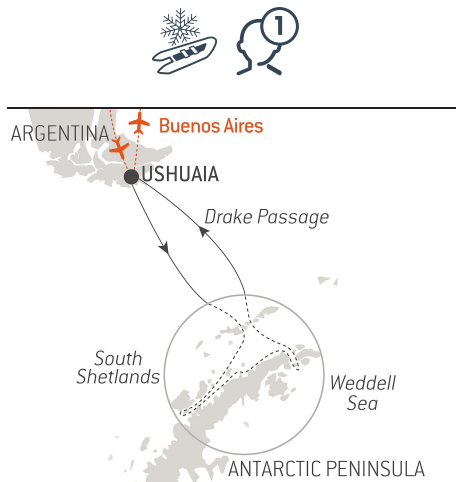 1
Buenos Aires
ARGENTINA
USHUAIA
Drake Passage
South
Shetlands
Weddell
Sea
ANTARCTIC PENINSULA